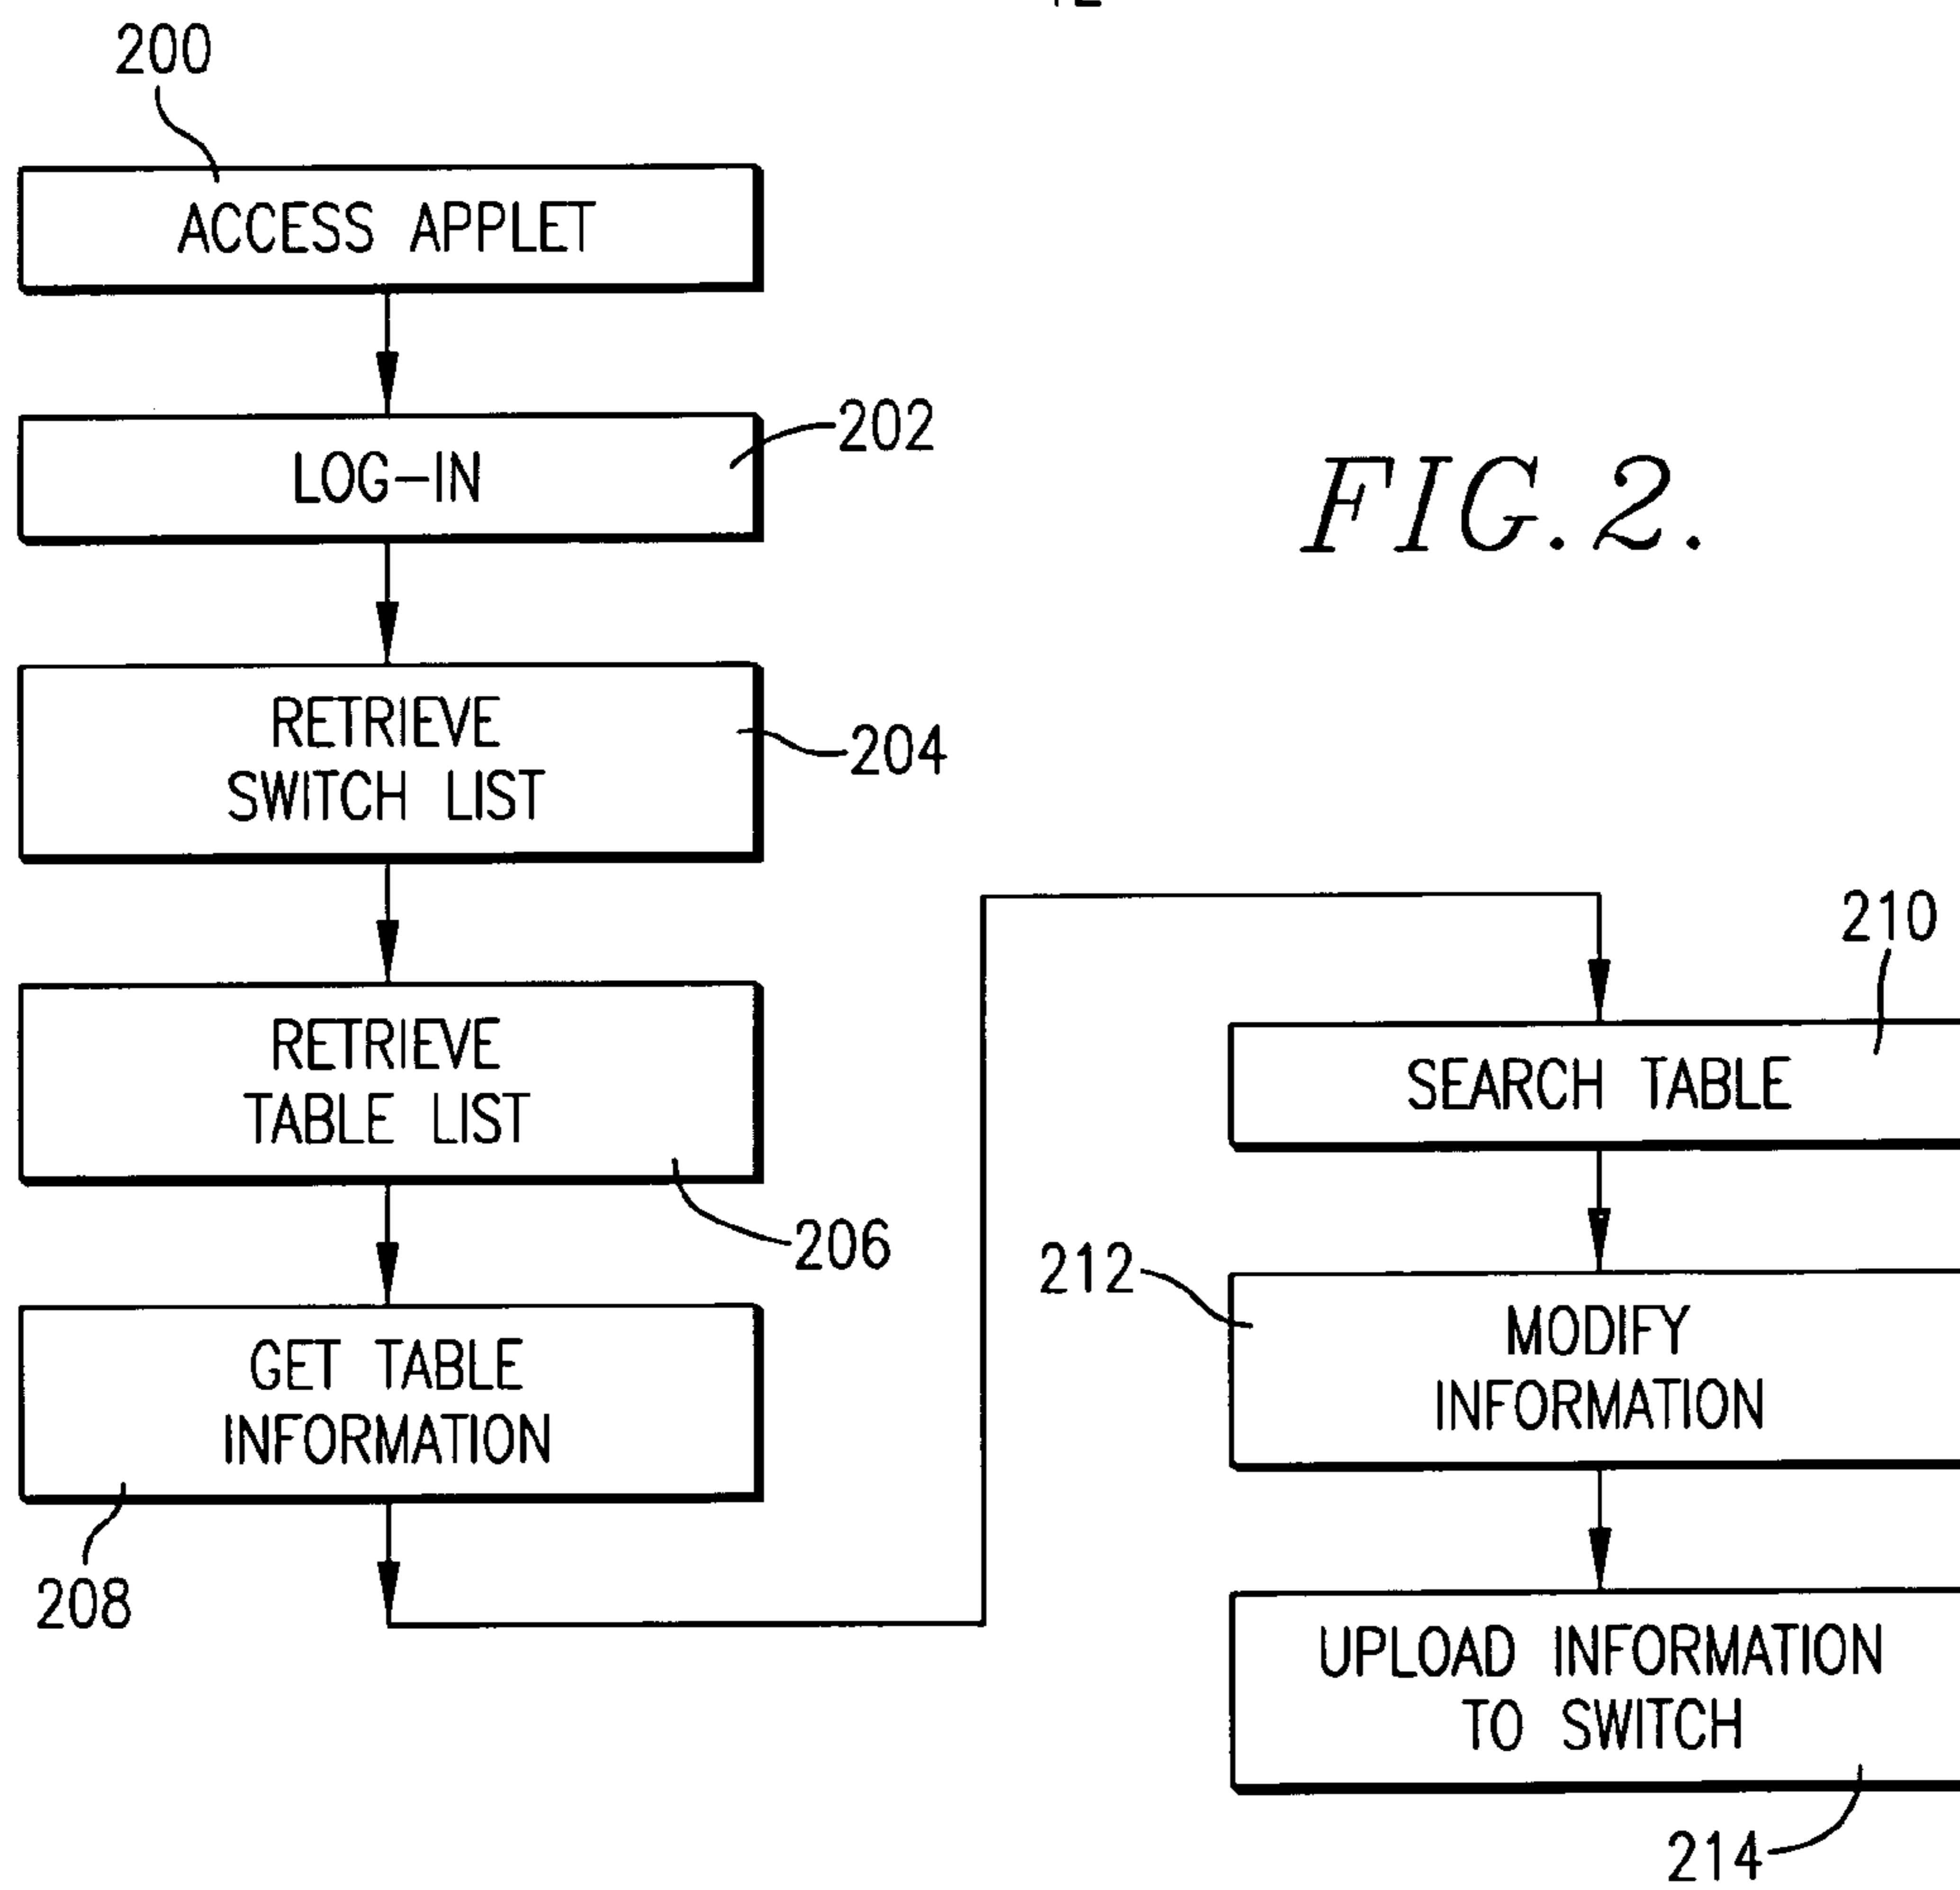 200
ACCESS APPLET
LOG-IN
202
FIG. 2.
RETRIEVE
SWITCH LIST
204
RETRIEVE
TABLE LIST
206
GET TABLE
INFORMATION
208
210
SEARCH TABLE
212
MODIFY
INFORMATION
UPLOAD INFORMATION
TO SWITCH
214